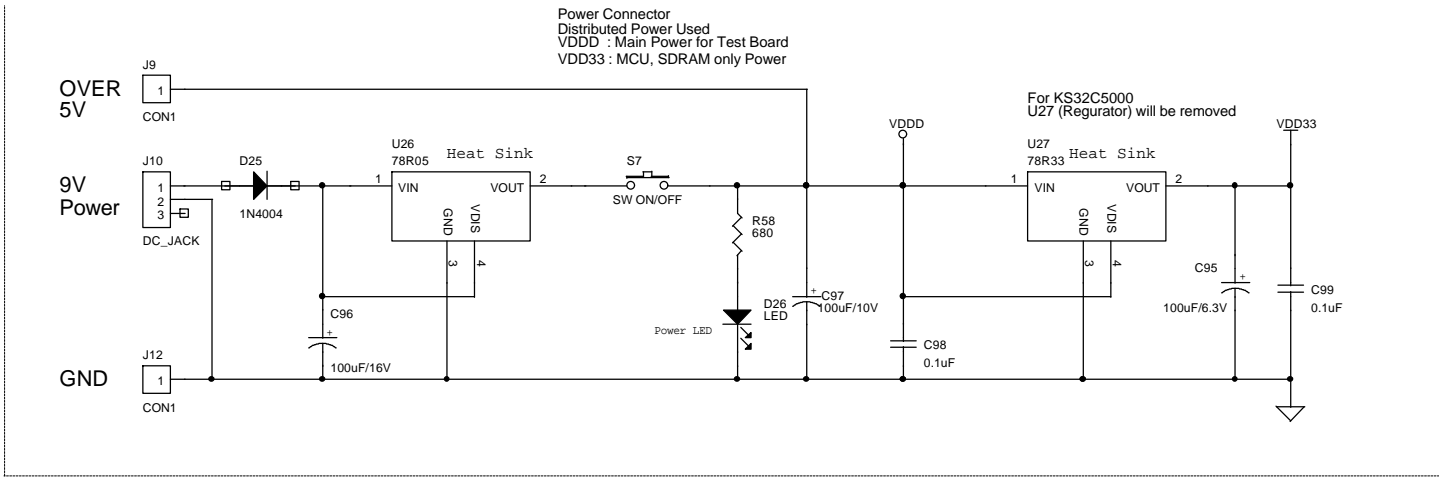 Power Connector
Distributed Power Used
VDDD : Main Power for Test Board
VDD33 : MCU, SDRAM only Power
J9
OVER
5V
1
CON1
For KS32C5000
U27 (Regurator) will be removed
VDDD
VDD33
J10
D25
U26
78R05
Heat Sink
S7
U27
78R33
Heat Sink
9V
Power
1
2
3
DC_JACK
1N4004
1
VIN
VOUT
2
GND
VDIS
3
4
SW ON/OFF
1
VIN
VOUT
2
GND
VDIS
3
4
R58
680
C96
100uF/16V
Power LED
D26
LED
C97
100uF/10V
C98
0.1uF
C95
100uF/6.3V
C99
0.1uF
+
+
+
J12
GND
1
CON1